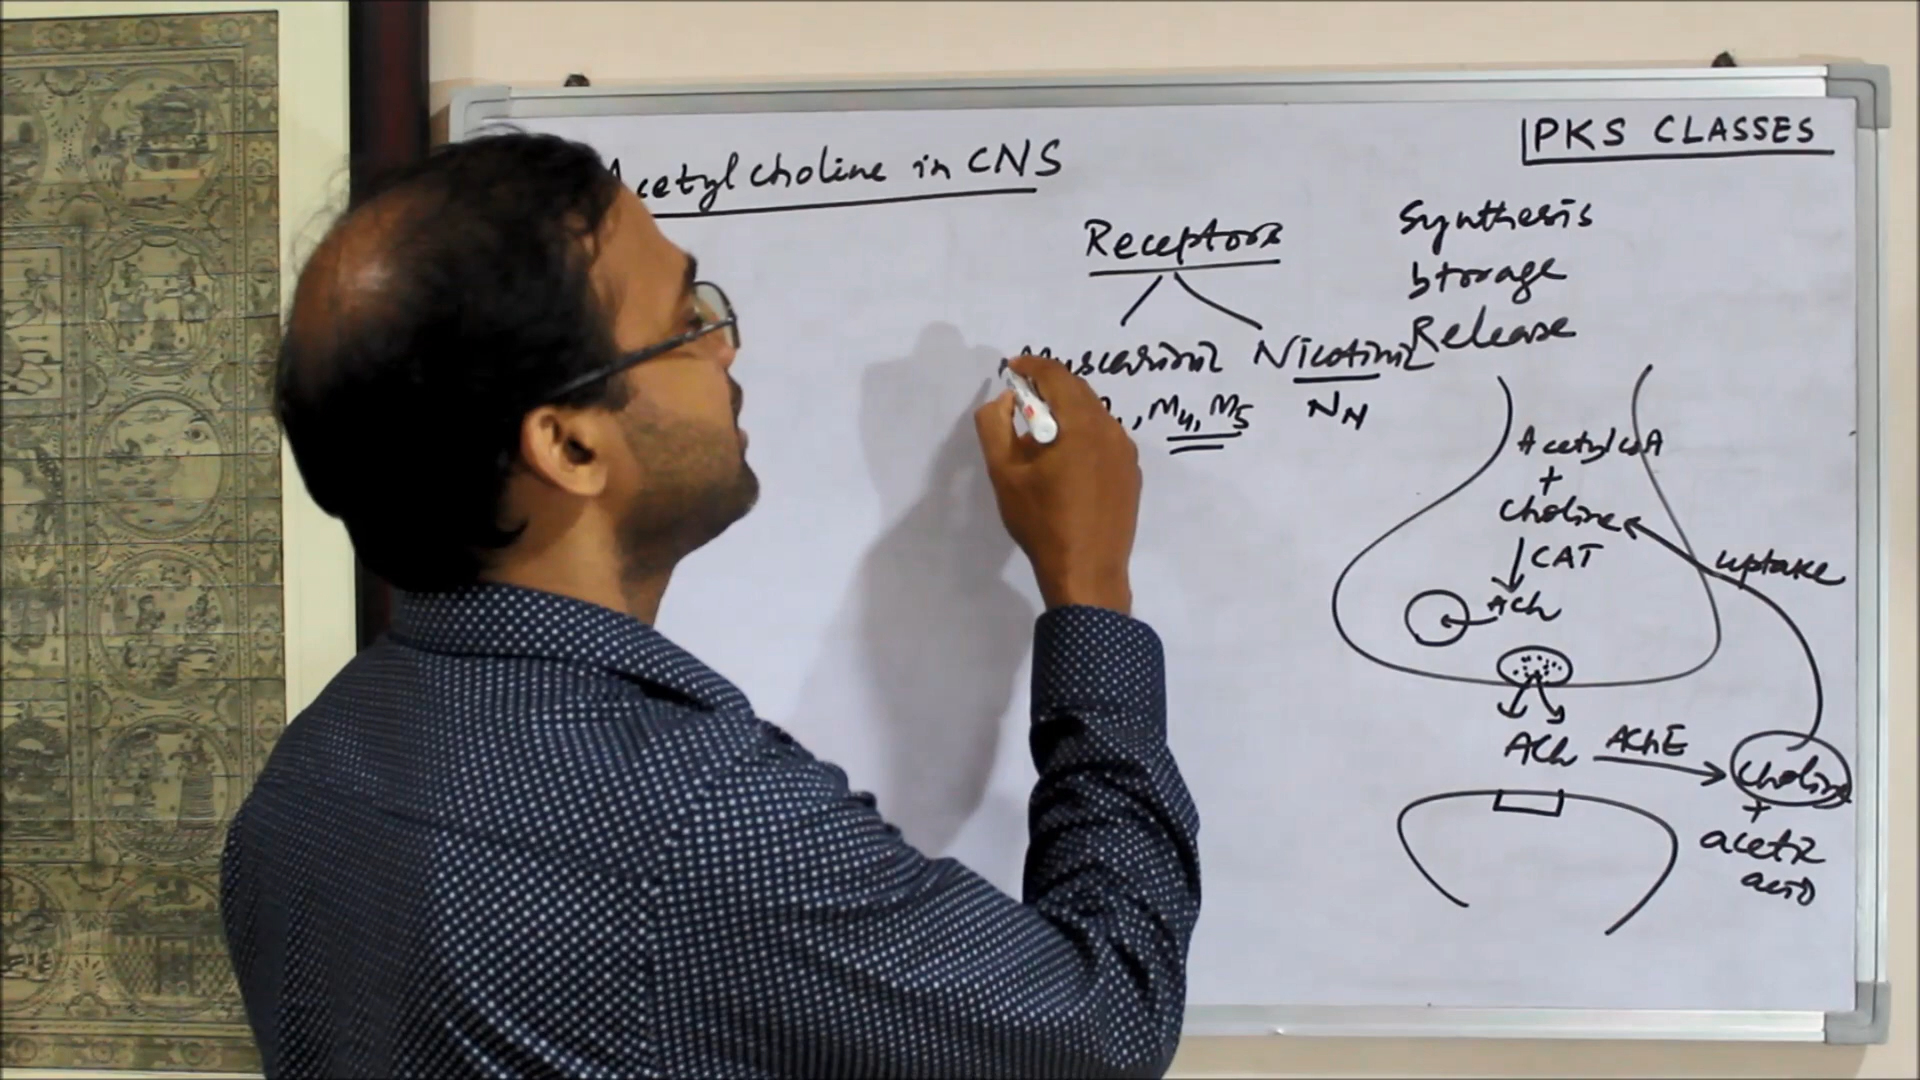 Acetylcholine in CNS
PKS CLASSES
Receptors
Synthesis
Storage
Release
Muscarinic Nicotinic
M4, M5
NN
Acetyl coA
+
choline
uptake
CAT
ACh
ACh AChE choline
+
acetic
acid